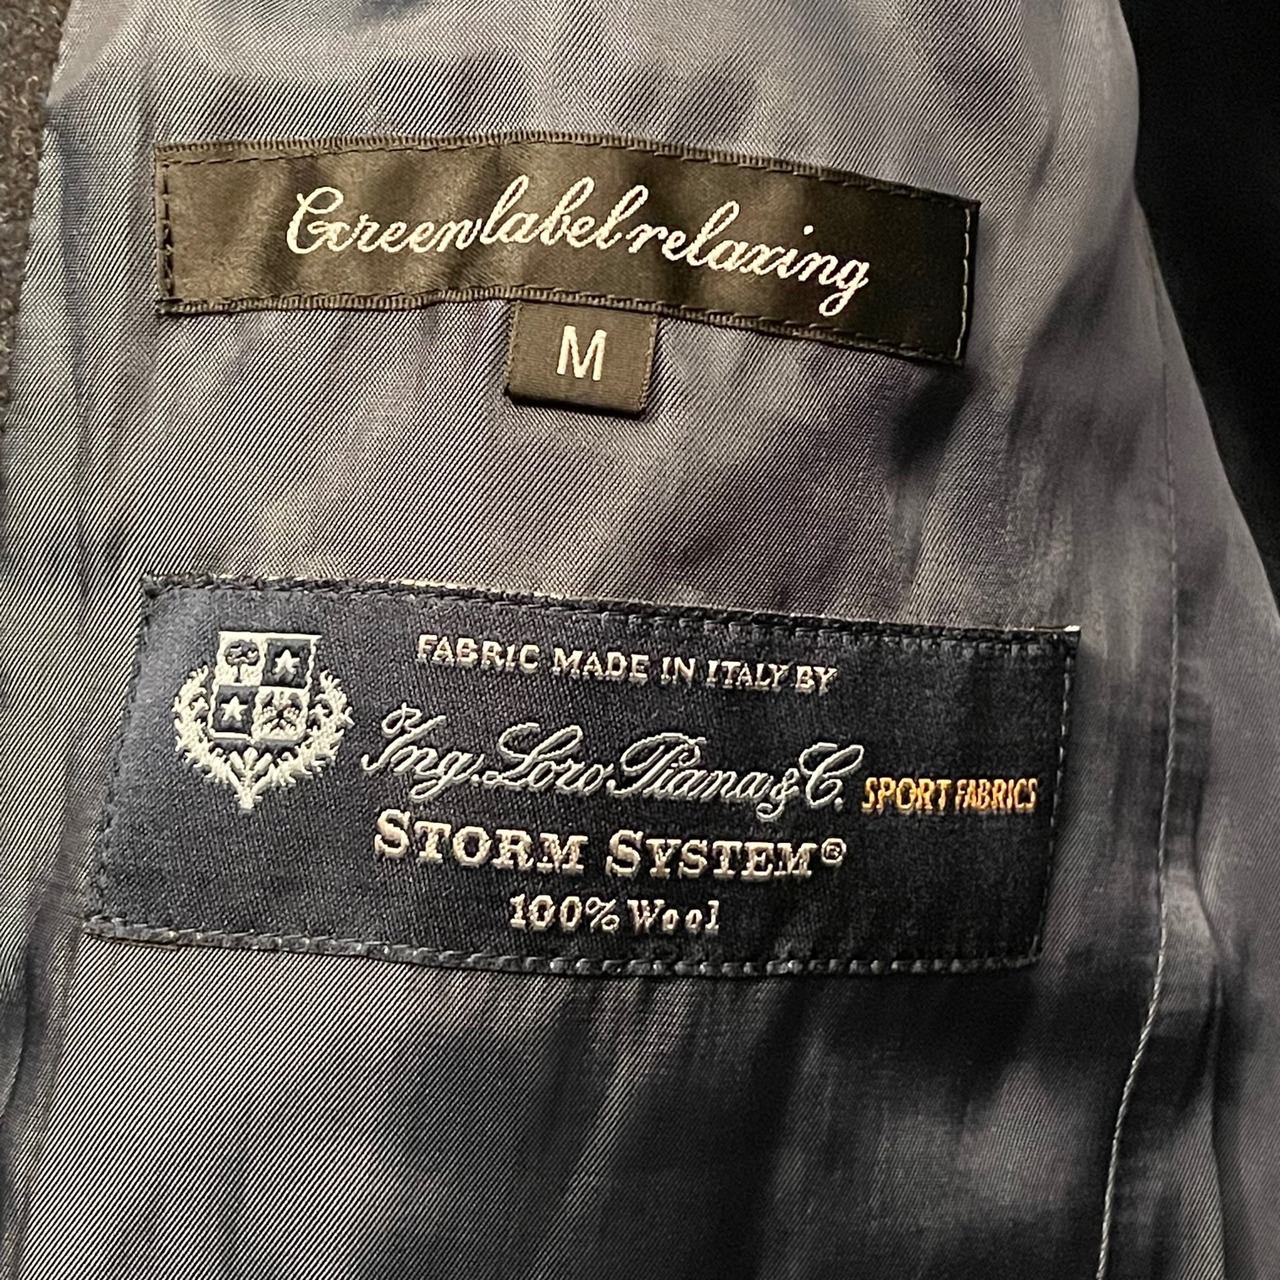 Greenlabelrelaxing
M
FABRIC MADE IN ITALY BY
Ing. Loro Piana & C. SPORT FABRICS
STORM SYSTEM®
100% Wool